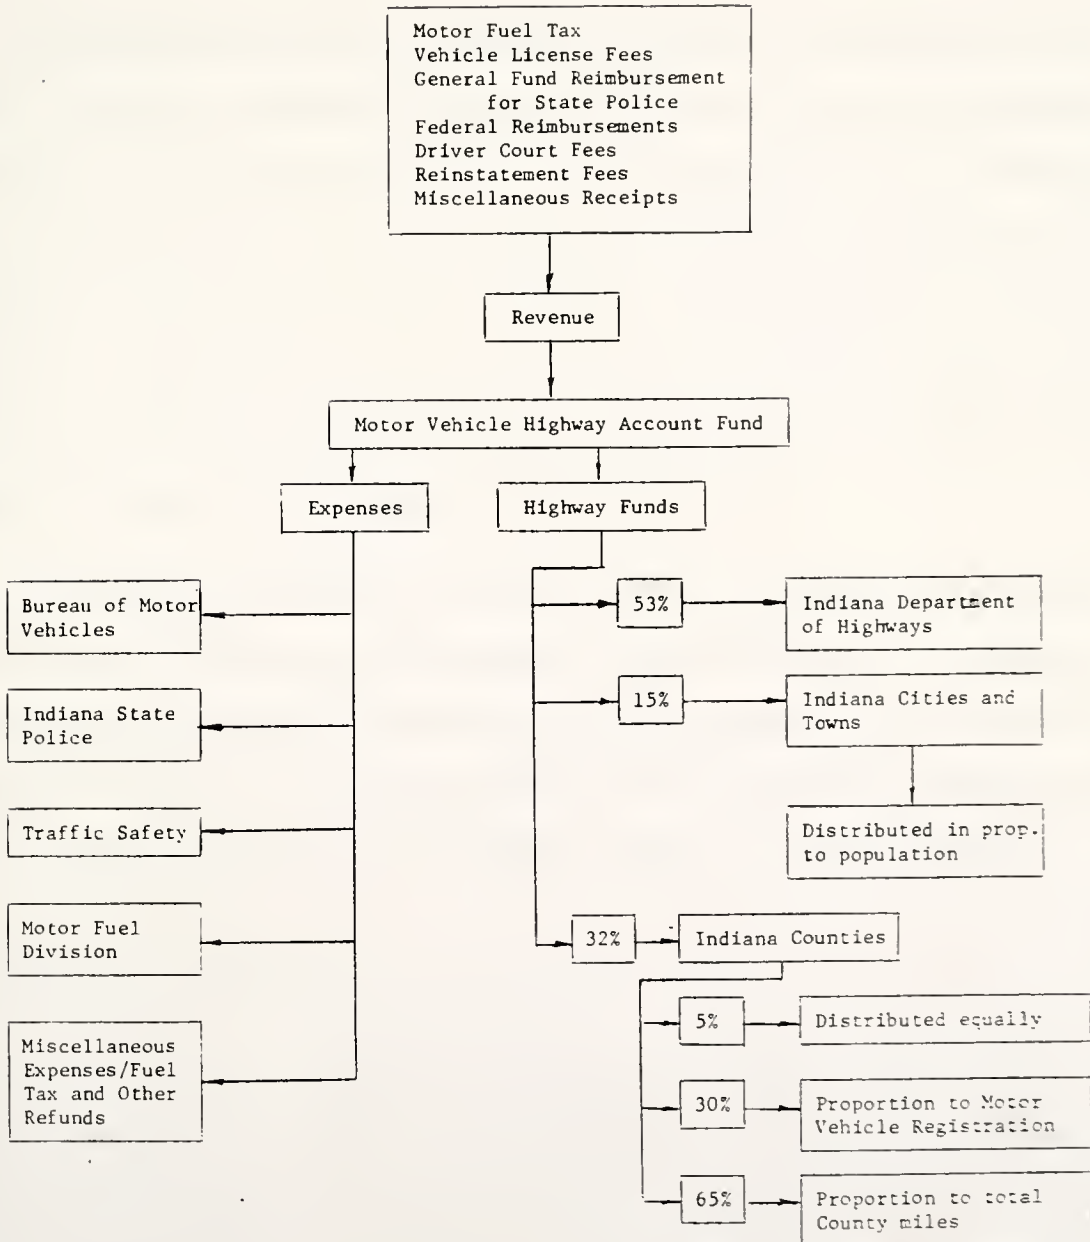 Motor Fuel Tax
Vehicle License Fees
General Fund Reimbursement
for State Police
Federal Reimbursements
Driver Court Fees
Reinstatement Fees
Miscellaneous Receipts
Revenue
Motor Vehicle Highway Account Fund
Expenses
Highway Funds
Bureau of Motor
Vehicles
Indiana State
Police
Traffic Safety
Motor Fuel
Division
Miscellaneous
Expenses/Fuel
Tax and Other
Refunds
53%
Indiana Department
of Highways
15%
Indiana Cities and
Towns
Distributed in prop.
to population
32%
Indiana Counties
5%
Distributed equally
30%
Proportion to Motor
Vehicle Registration
65%
Proportion to total
County miles